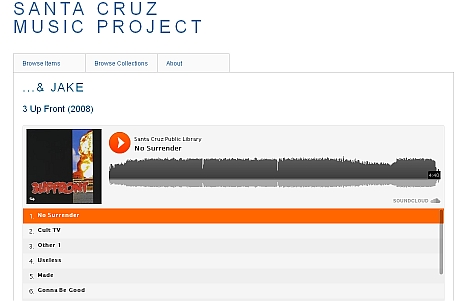 SANTA CRUZ
MUSIC PROJECT
Browse Items
Browse Collections
About
...& JAKE
3 Up Front (2008)
Santa Cruz Public Library
No Surrender
3UPFRONT
4:40
SOUNDCLOUD
1. No Surrender
2. Cult TV
3. Other 1
4. Useless
5. Made
6. Gonna Be Good